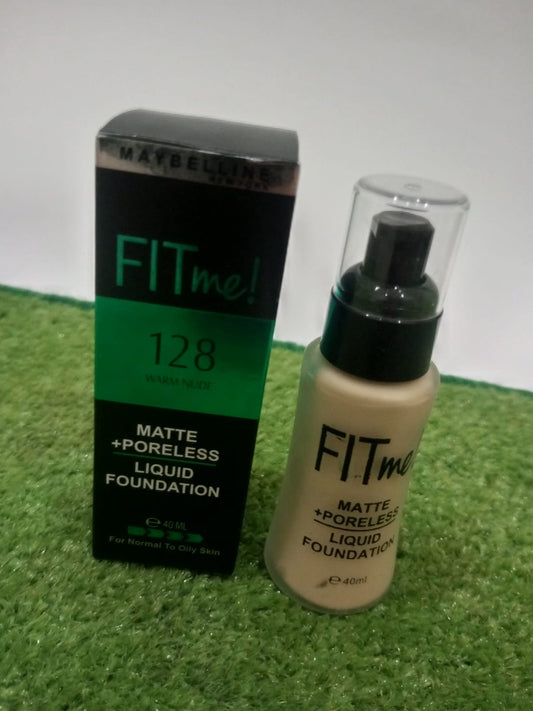 MAYBELLINE
NEW YORK
FITme!
128
WARM NUDE
MATTE
+PORELESS
LIQUID
FOUNDATION
e 40 ML
For Normal To Oily Skin
FITme!
MATTE
+PORELESS
LIQUID
FOUNDATION
e 40ml